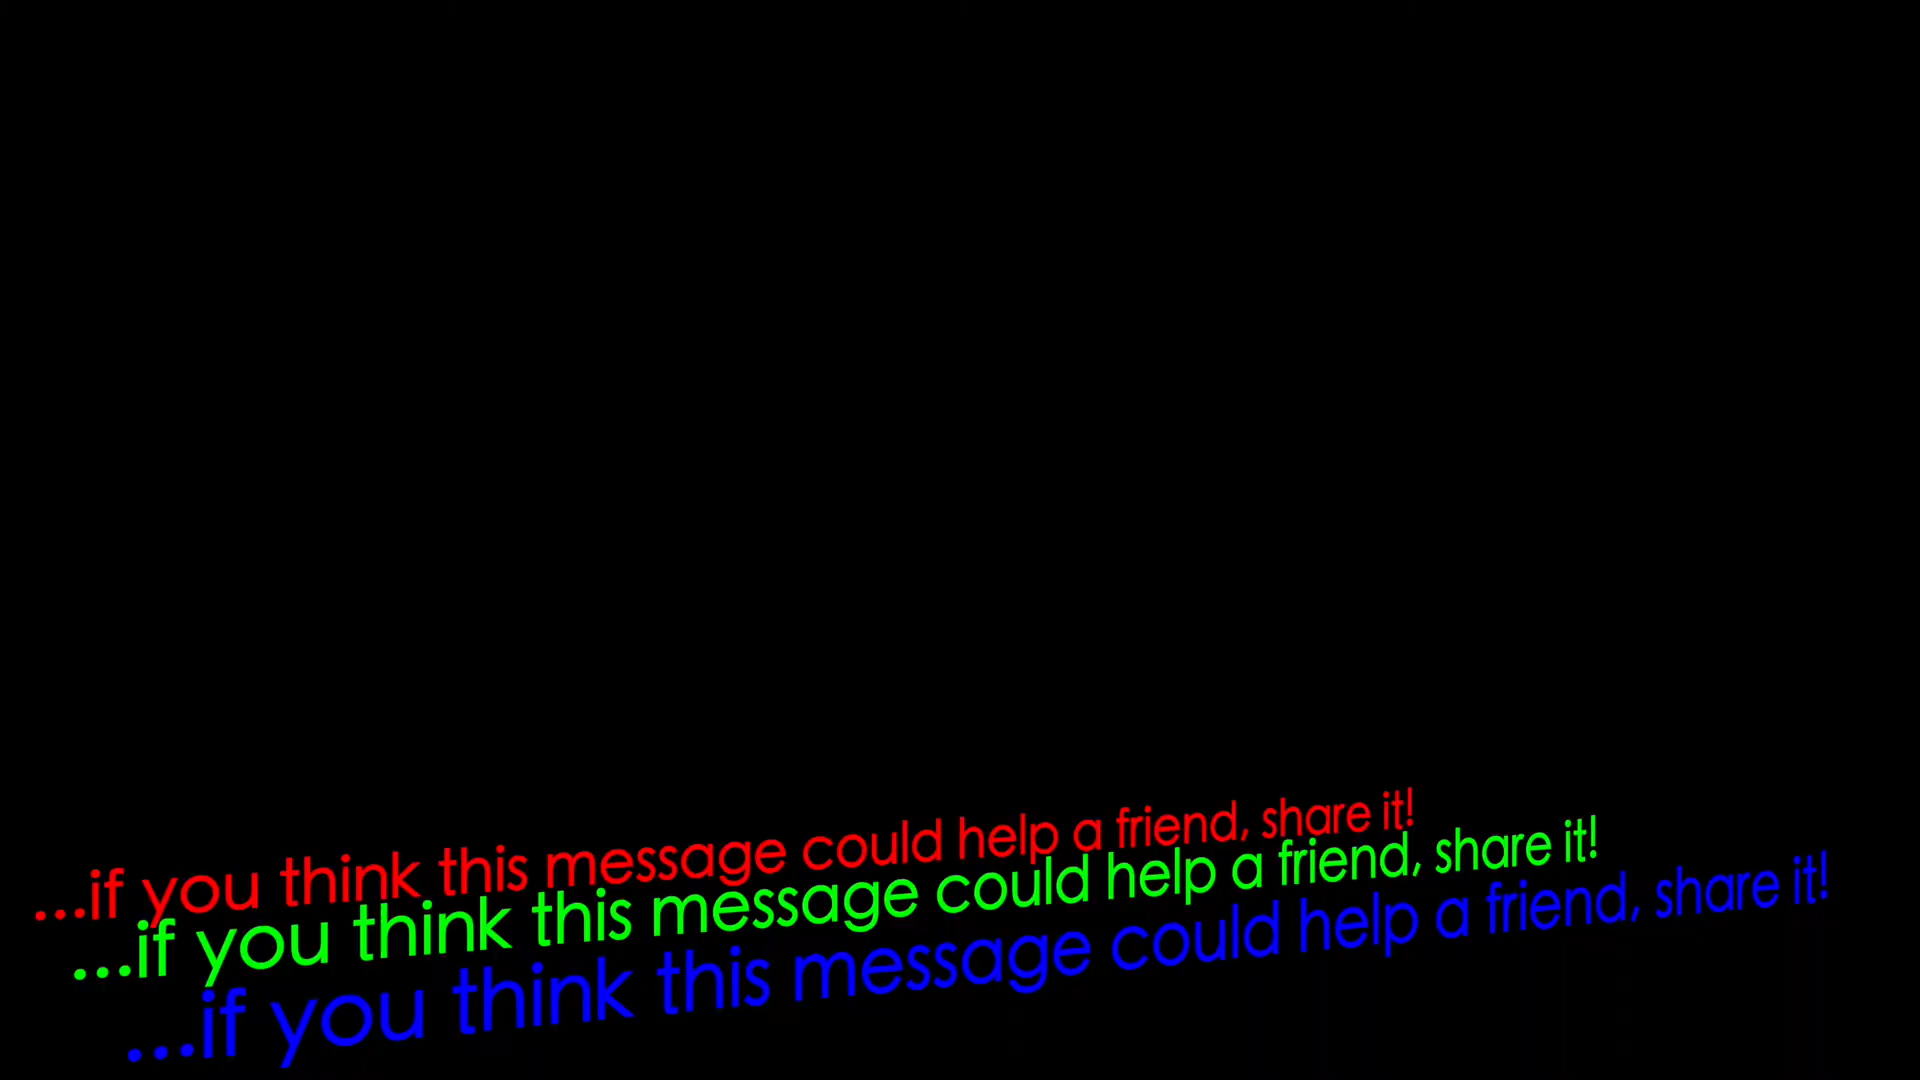 ...if you think this message could help a friend, share it!
...if you think this message could help a friend, share it!
...if you think this message could help a friend, share it!